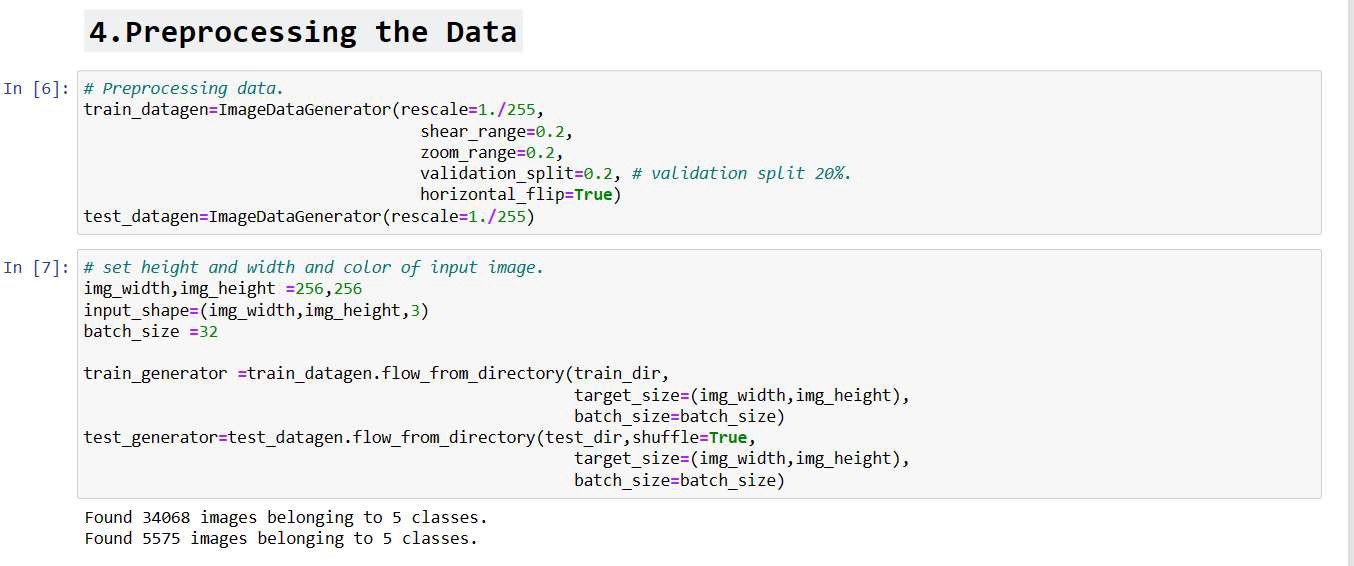 4.Preprocessing the Data
In [6]:
# Preprocessing data.
train_datagen=ImageDataGenerator(rescale=1./255,
shear_range=0.2,
zoom_range=0.2,
validation_split=0.2, # validation split 20%.
horizontal_flip=True)
test_datagen=ImageDataGenerator(rescale=1./255)
In [7]:
# set height and width and color of input image.
img_width,img_height =256,256
input_shape=(img_width,img_height,3)
batch_size =32
train_generator =train_datagen.flow_from_directory(train_dir,
target_size=(img_width,img_height),
batch_size=batch_size)
test_generator=test_datagen.flow_from_directory(test_dir,shuffle=True,
target_size=(img_width,img_height),
batch_size=batch_size)
Found 34068 images belonging to 5 classes.
Found 5575 images belonging to 5 classes.